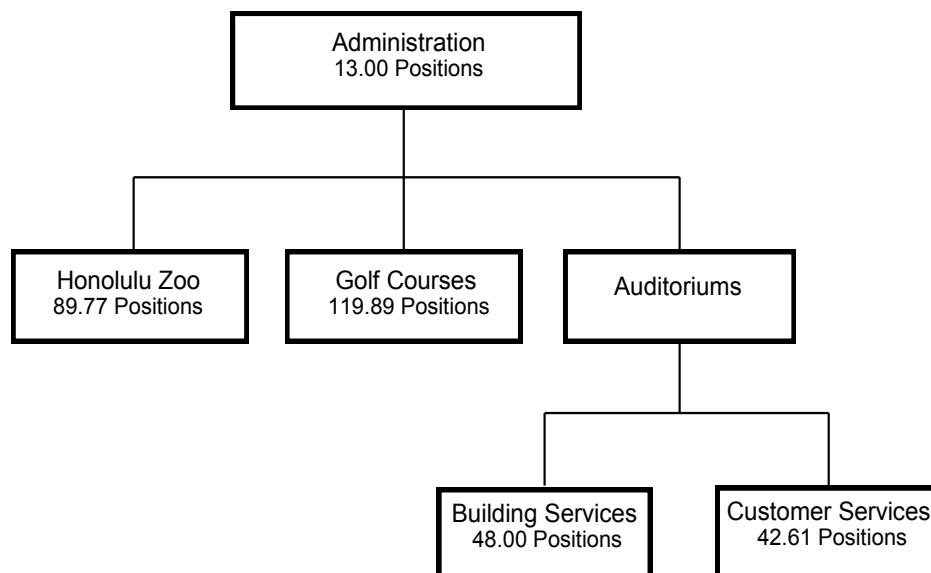 Administration
13.00 Positions
Honolulu Zoo
89.77 Positions
Golf Courses
119.89 Positions
Auditoriums
Building Services
48.00 Positions
Customer Services
42.61 Positions